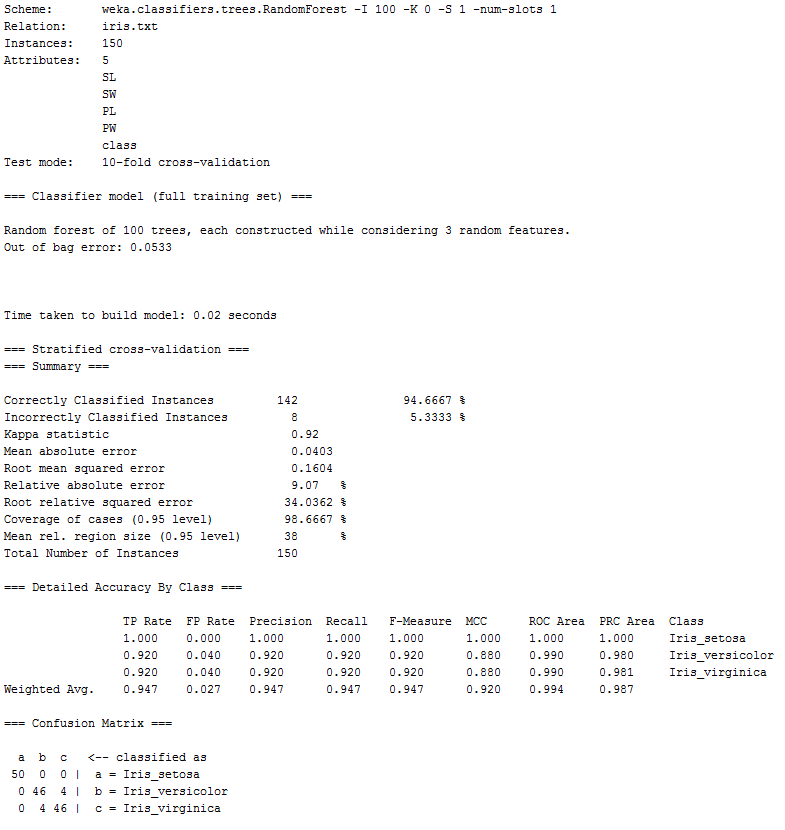 Scheme:       weka.classifiers.trees.RandomForest -I 100 -K 0 -S 1 -num-slots 1
Relation:     iris.txt
Instances:    150
Attributes:   5
              SL
              SW
              PL
              PW
              class
Test mode:    10-fold cross-validation
=== Classifier model (full training set) ===
Random forest of 100 trees, each constructed while considering 3 random features.
Out of bag error: 0.0533
Time taken to build model: 0.02 seconds
=== Stratified cross-validation ===
=== Summary ===
Correctly Classified Instances         142               94.6667 %
Incorrectly Classified Instances         8                5.3333 %
Kappa statistic                          0.92
Mean absolute error                      0.0403
Root mean squared error                  0.1604
Relative absolute error                  9.07   %
Root relative squared error             34.0362 %
Coverage of cases (0.95 level)          98.6667 %
Mean rel. region size (0.95 level)      38      %
Total Number of Instances              150
=== Detailed Accuracy By Class ===
                 TP Rate  FP Rate  Precision  Recall   F-Measure  MCC      ROC Area  PRC Area  Class
                 1.000    0.000    1.000      1.000    1.000      1.000    1.000     1.000     Iris_setosa
                 0.920    0.040    0.920      0.920    0.920      0.880    0.990     0.980     Iris_versicolor
                 0.920    0.040    0.920      0.920    0.920      0.880    0.990     0.981     Iris_virginica
Weighted Avg.    0.947    0.027    0.947      0.947    0.947      0.920    0.994     0.987
=== Confusion Matrix ===
  a  b  c   <-- classified as
 50  0  0 |  a = Iris_setosa
  0 46  4 |  b = Iris_versicolor
  0  4 46 |  c = Iris_virginica